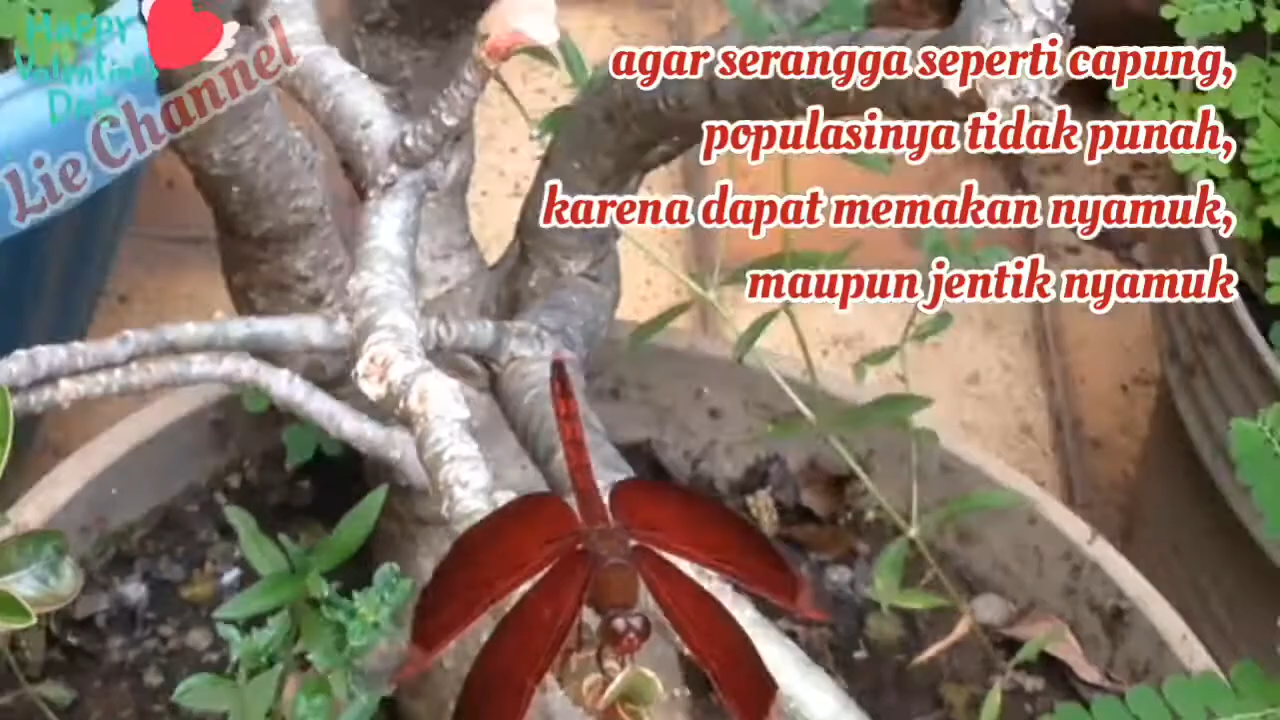 Happy
Valentine
Day
Lie Channel
agar serangga seperti capung,
populasinya tidak punah,
karena dapat memakan nyamuk,
maupun jentik nyamuk